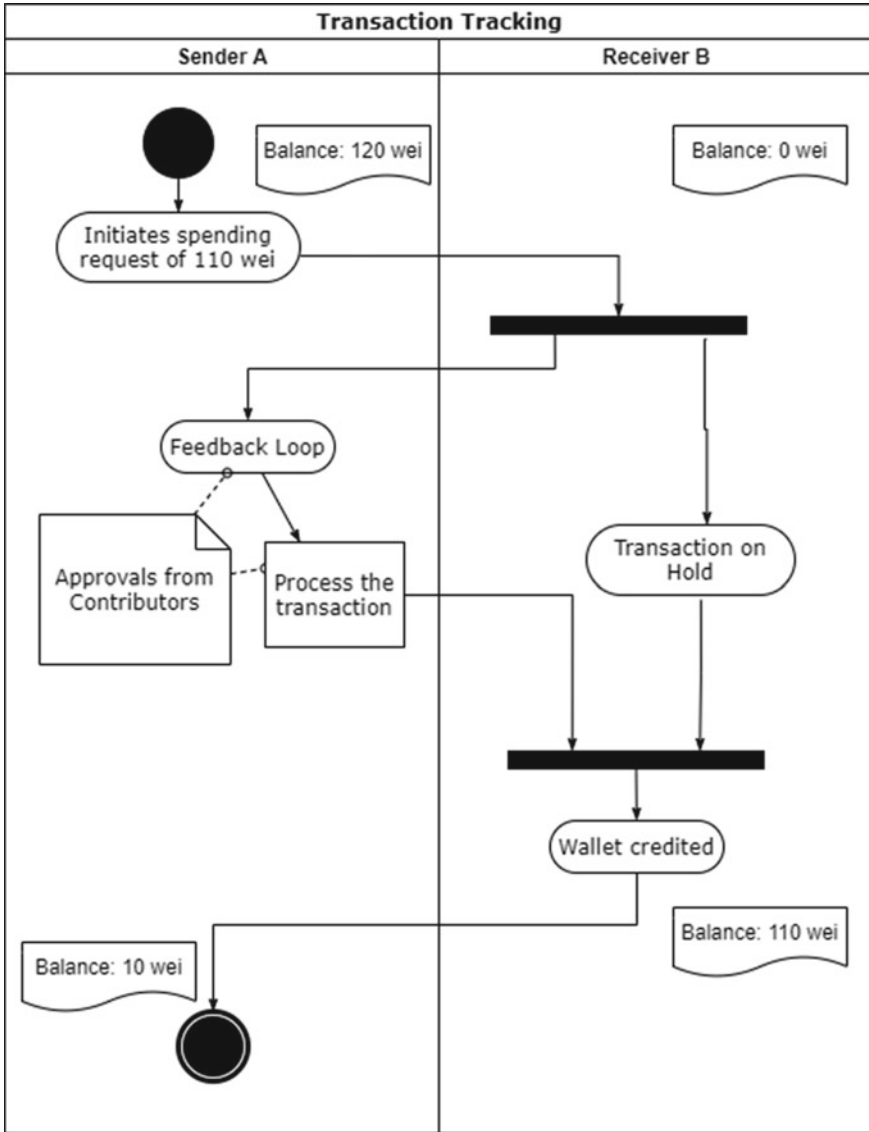 Transaction Tracking
Sender A
Receiver B
Balance: 120 wei
Balance: 0 wei
Initiates spending
request of 110 wei
Feedback Loop
Approvals from
Contributors
Process the
transaction
Transaction on
Hold
Wallet credited
Balance: 110 wei
Balance: 10 wei